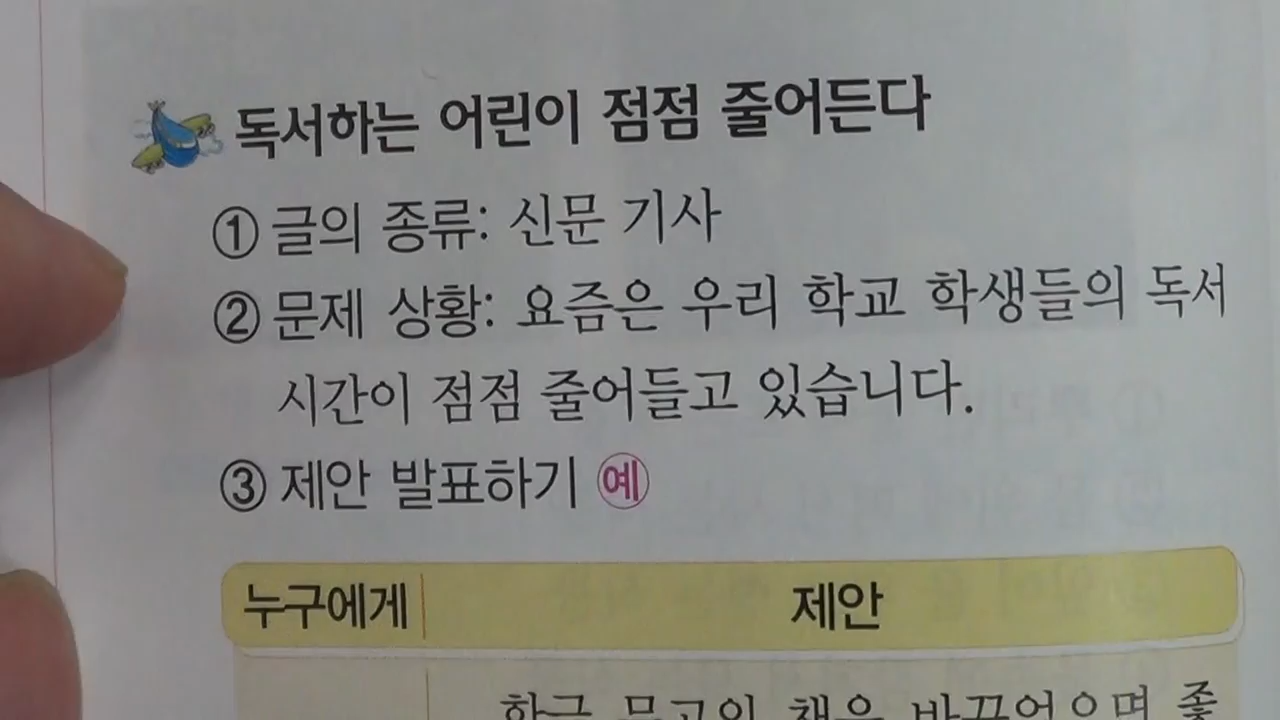 독서하는 어린이 점점 줄어든다
① 글의 종류: 신문 기사
② 문제 상황: 요즘은 우리 학교 학생들의 독서
시간이 점점 줄어들고 있습니다.
③ 제안 발표하기 예
누구에게 제안